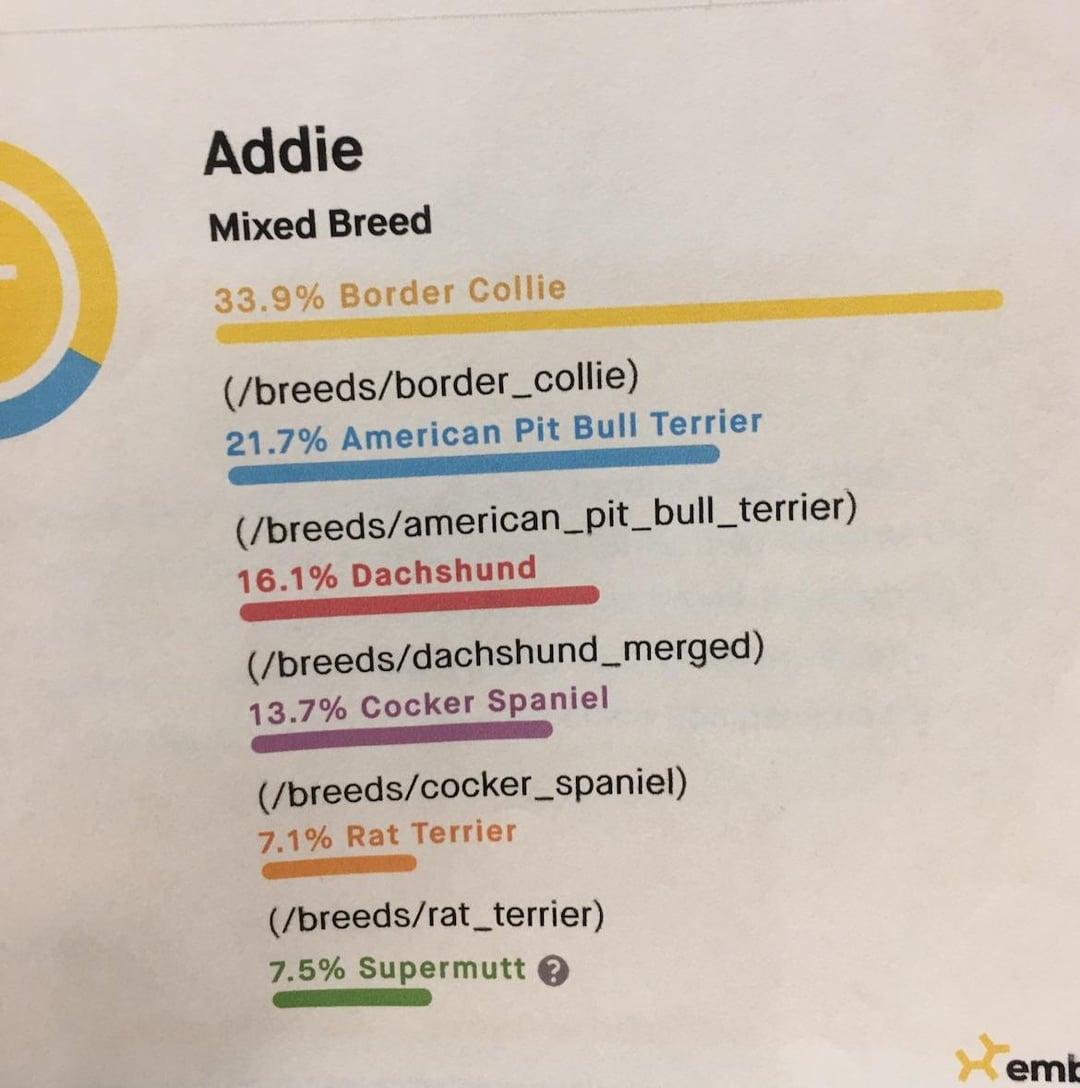 Addie
Mixed Breed
33.9% Border Collie
(/breeds/border_collie)
21.7% American Pit Bull Terrier
(/breeds/american_pit_bull_terrier)
16.1% Dachshund
(/breeds/dachshund_merged)
13.7% Cocker Spaniel
(/breeds/cocker_spaniel)
7.1% Rat Terrier
(/breeds/rat_terrier)
7.5% Supermutt ?